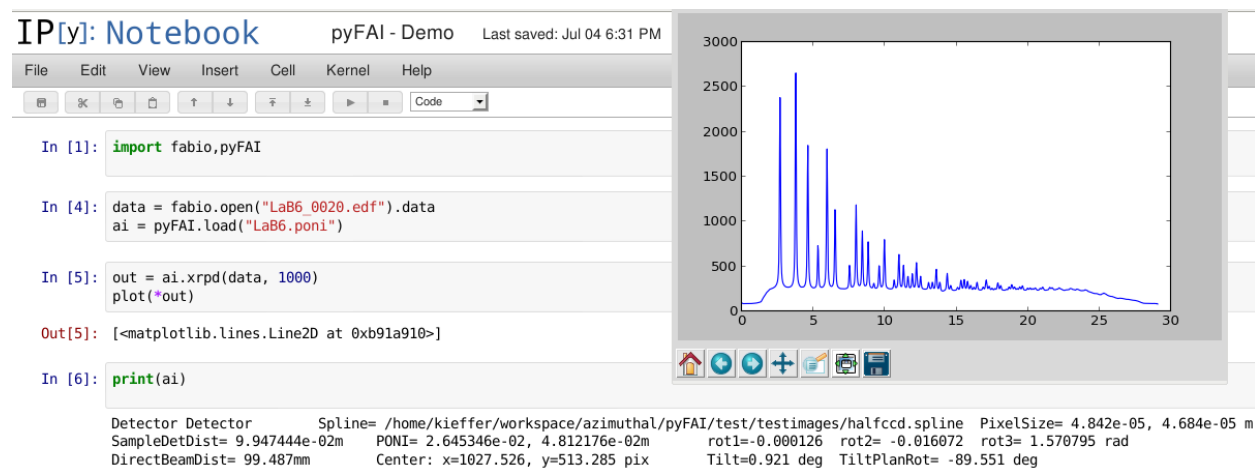 IP[y]: Notebook pyFAI - Demo Last saved: Jul 04 6:31 PM
File Edit View Insert Cell Kernel Help
Code
In [1]: import fabio,pyFAI
In [4]: data = fabio.open("LaB6_0020.edf").data
ai = pyFAI.load("LaB6.poni")
In [5]: out = ai.xrpd(data, 1000)
plot(*out)
Out[5]: [<matplotlib.lines.Line2D at 0xb91a910>]
In [6]: print(ai)
Detector Detector Spline= /home/kieffer/workspace/azimuthal/pyFAI/test/testimages/halfccd.spline PixelSize= 4.842e-05, 4.684e-05 m
SampleDetDist= 9.947444e-02m PONI= 2.645346e-02, 4.812176e-02m rot1=-0.000126 rot2= -0.016072 rot3= 1.570795 rad
DirectBeamDist= 99.487mm Center: x=1027.526, y=513.285 pix Tilt=0.921 deg TiltPlanRot= -89.551 deg
3000
2500
2000
1500
1000
500
0
0 5 10 15 20 25 30